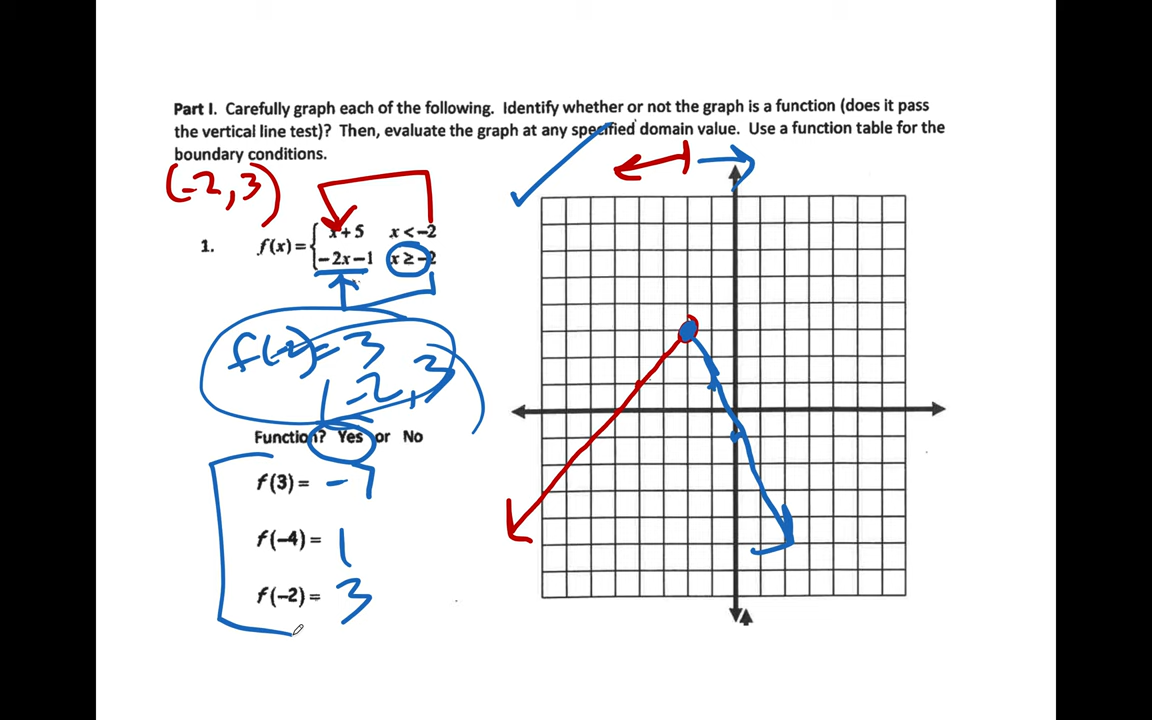 Part I. Carefully graph each of the following. Identify whether or not the graph is a function (does it pass
the vertical line test)? Then, evaluate the graph at any specified domain value. Use a function table for the
boundary conditions.
(-2,3)
1. f(x) = { x+5 x < -2
-2x-1 x ≥ -2
f(-2)=3
(-2,3)
Function? Yes or No
f(3) = -7
f(-4) = 1
f(-2) = 3